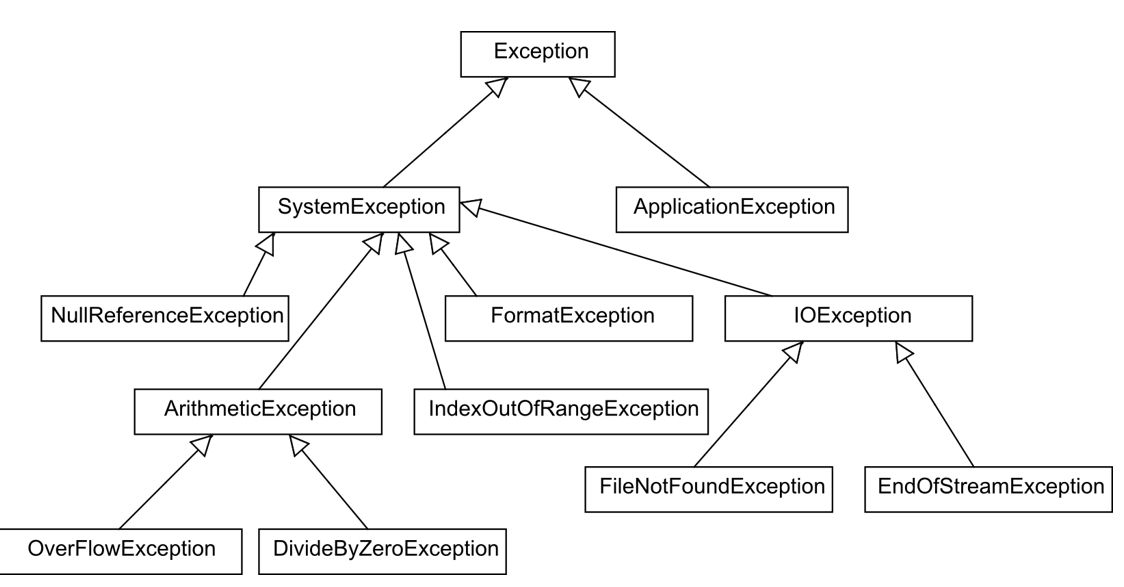 Exception
SystemException
ApplicationException
NullReferenceException
FormatException
IOException
ArithmeticException
IndexOutOfRangeException
FileNotFoundException
EndOfStreamException
OverFlowException
DivideByZeroException